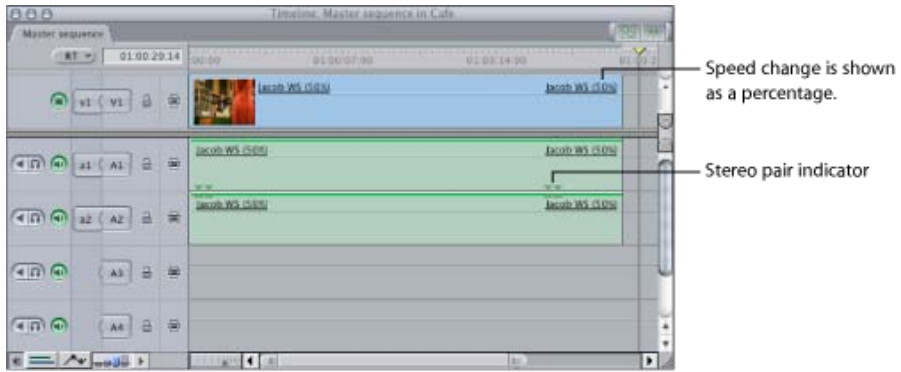 Timeline: Master sequence in Cafe
Master sequence
RT
01:00:29:14
00:00
01:00:07:00
01:00:14:00
v1 V1
Jacob WS (50%)
Jacob WS (50%)
Speed change is shown
as a percentage.
a1 A1
Jacob WS (50%)
Jacob WS (50%)
Stereo pair indicator
a2 A2
Jacob WS (50%)
Jacob WS (50%)
A3
A4